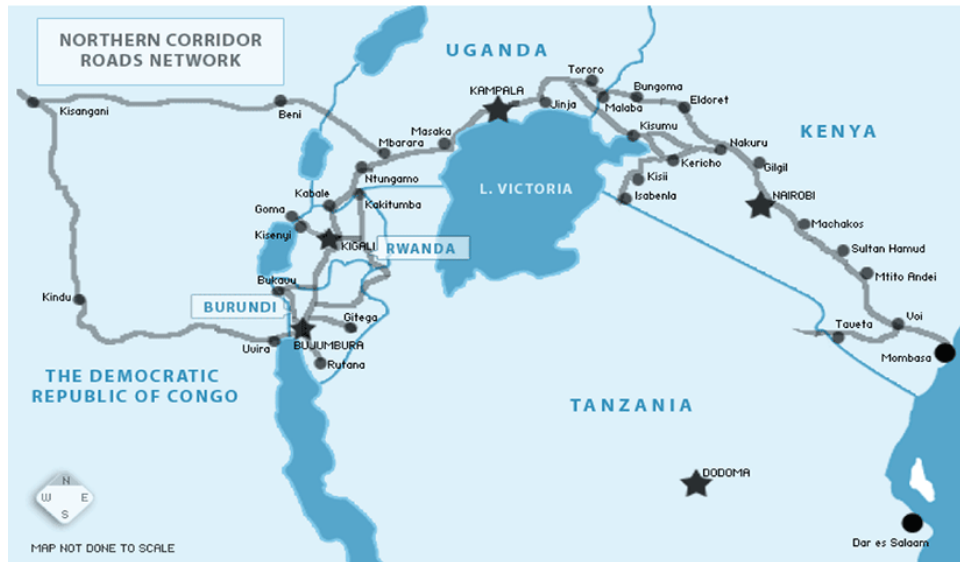 NORTHERN CORRIDOR
ROADS NETWORK
UGANDA
KAMPALA
Tororo
Bungoma
Jinja
Malaba
Eldoret
Kisangani
Beni
Masaka
Mbarara
Kisumu
KENYA
Nakuru
Kericho
Gilgil
Ntungamo
Kisii
Isabenla
L. VICTORIA
NAIROBI
Kabale
Kakitumba
Goma
Kisenyi
KIGALI
RWANDA
Machakos
Sultan Hamud
Mtito Andei
Bukavu
Kindu
BURUNDI
Gitega
Voi
Taveta
Uvira
BUJUMBURA
Mombasa
Rutana
THE DEMOCRATIC
REPUBLIC OF CONGO
TANZANIA
DODOMA
N
W E
S
MAP NOT DONE TO SCALE
Dar es Salaam